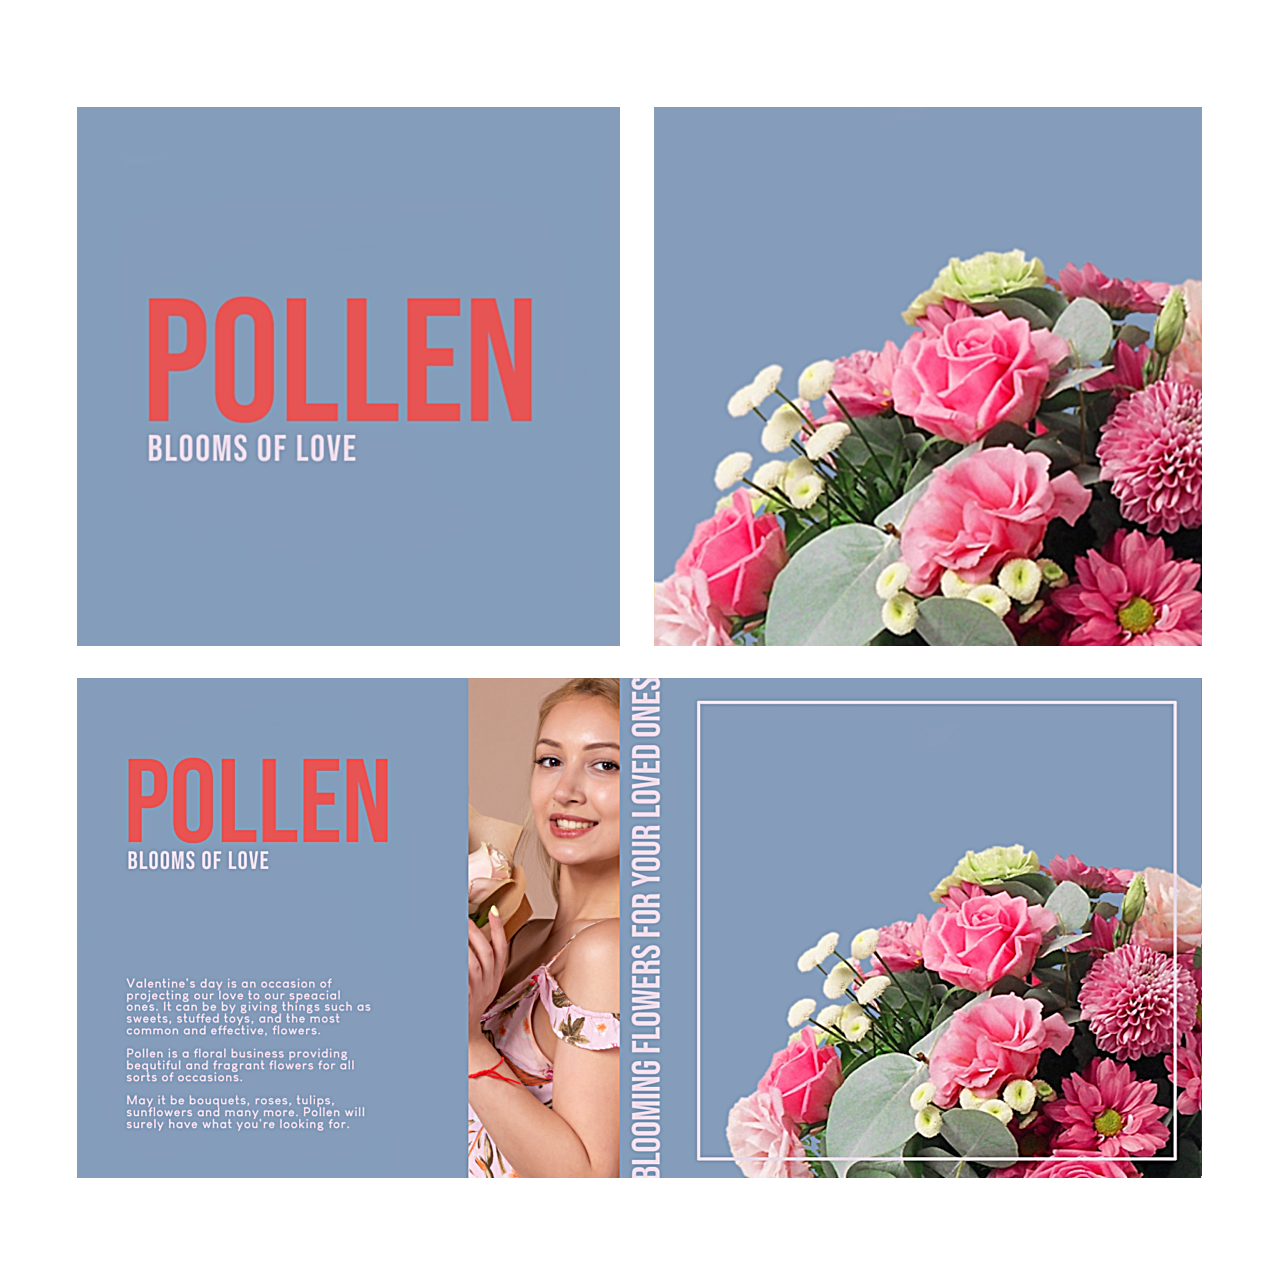 POLLEN
BLOOMS OF LOVE
POLLEN
BLOOMS OF LOVE
Valentine's day is an occasion of
projecting our love to our speacial
ones. It can be by giving things such as
sweets, stuffed toys, and the most
common and effective, flowers.
Pollen is a floral business providing
bequtiful and fragrant flowers for all
sorts of occasions.
May it be bouquets, roses, tulips,
sunflowers and many more. Pollen will
surely have what you're looking for.
BLOOMING FLOWERS FOR YOUR LOVED ONES